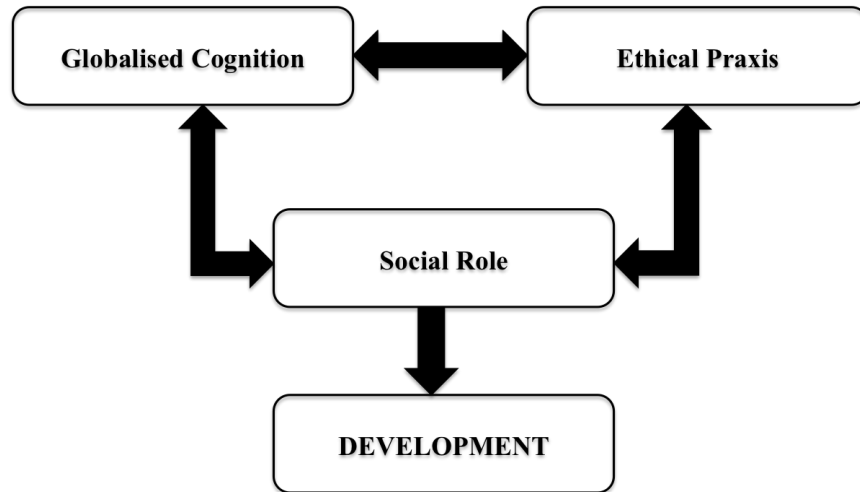 Globalised Cognition
Ethical Praxis
Social Role
DEVELOPMENT